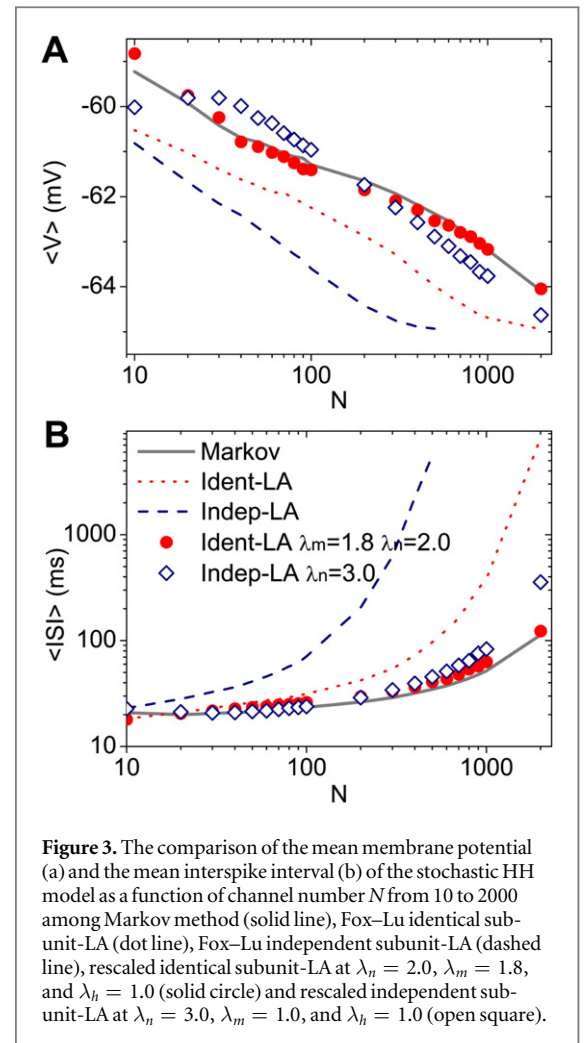 A
-60
-62
-64
<V> (mV)
10
100
1000
N
B
Markov
Ident-LA
Indep-LA
Ident-LA λm=1.8 λn=2.0
Indep-LA λn=3.0
1000
100
10
<ISI> (ms)
10
100
1000
N
Figure 3. The comparison of the mean membrane potential
(a) and the mean interspike interval (b) of the stochastic HH
model as a function of channel number N from 10 to 2000
among Markov method (solid line), Fox–Lu identical sub-
unit-LA (dot line), Fox–Lu independent subunit-LA (dashed
line), rescaled identical subunit-LA at λn = 2.0, λm = 1.8,
and λh = 1.0 (solid circle) and rescaled independent sub-
unit-LA at λn = 3.0, λm = 1.0, and λh = 1.0 (open square).